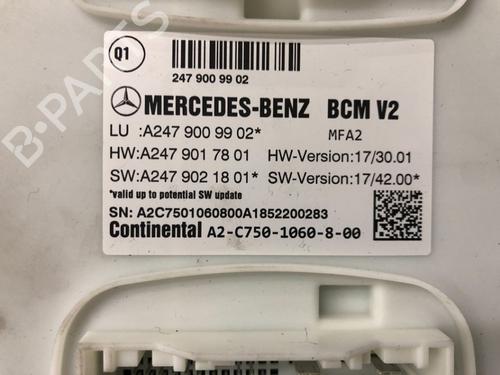 Q1
247 900 99 02
MERCEDES-BENZ BCM V2
LU :A247 900 99 02* MFA2
HW:A247 901 78 01 HW-Version:17/30.01
SW:A247 902 18 01* SW-Version:17/42.00*
*valid up to potential SW update
SN: A2C7501060800A1852200283
Continental A2-C750-1060-8-00
B-PARTS